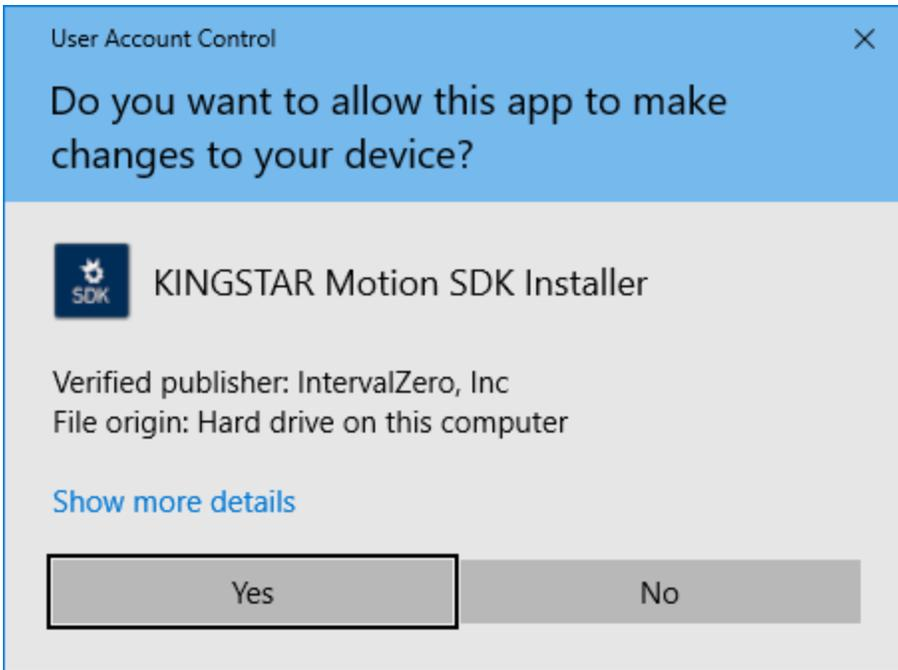 User Account Control
Do you want to allow this app to make
changes to your device?
SDK
KINGSTAR Motion SDK Installer
Verified publisher: IntervalZero, Inc
File origin: Hard drive on this computer
Show more details
Yes
No